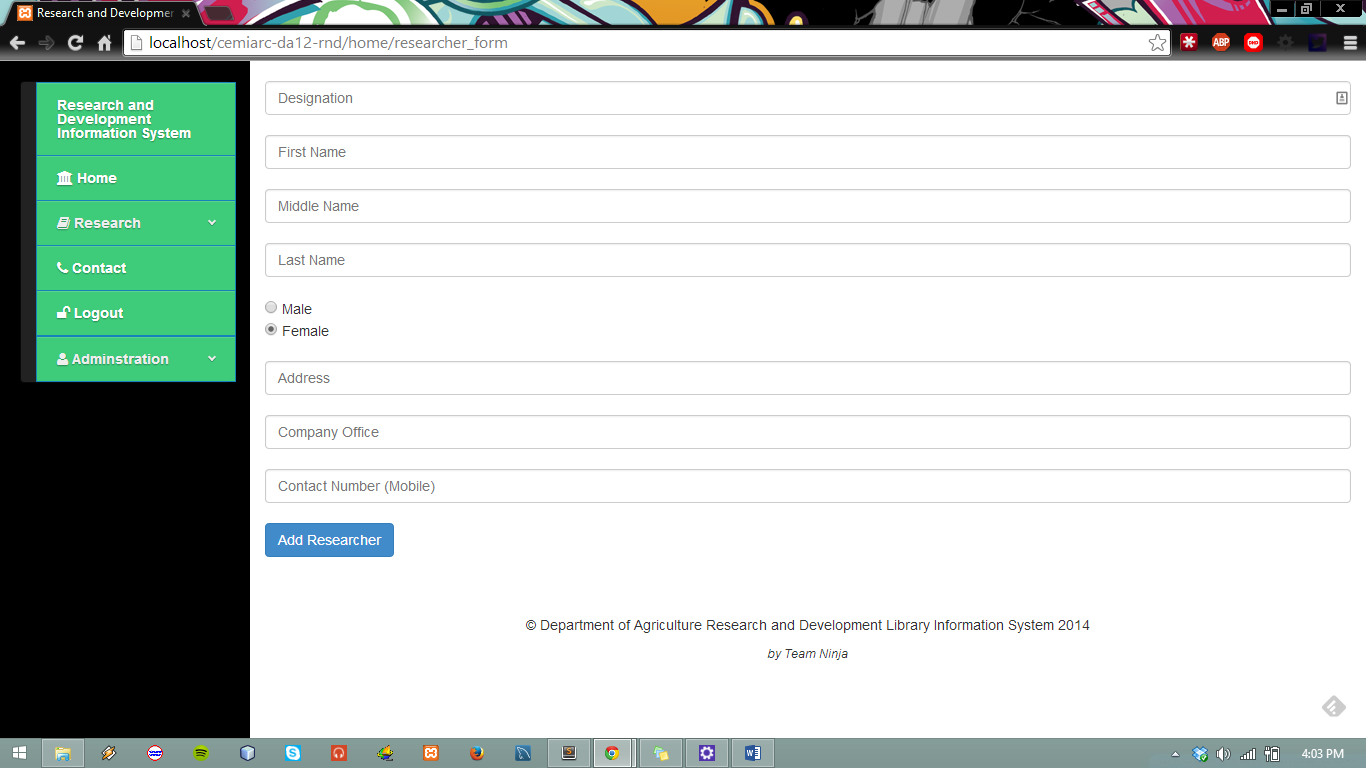 Research and Developmer
localhost/cemiarc-da12-rnd/home/researcher_form
ABP
Research and
Development
Information System
Home
Research
Contact
Logout
Adminstration
Designation
First Name
Middle Name
Last Name
Male
Female
Address
Company Office
Contact Number (Mobile)
Add Researcher
© Department of Agriculture Research and Development Library Information System 2014
by Team Ninja
4:03 PM